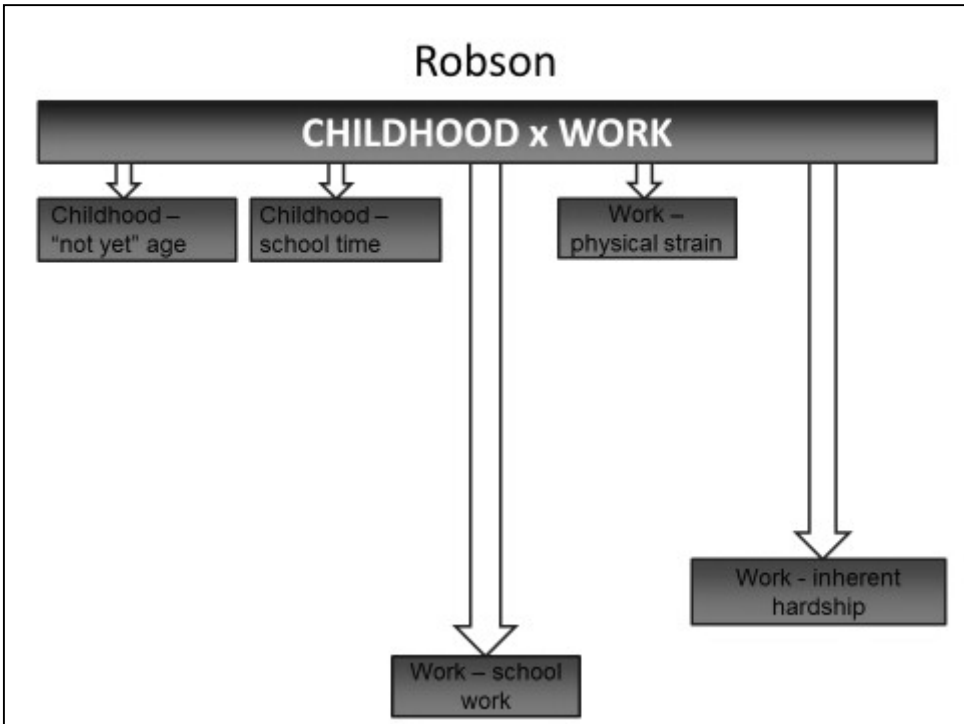 Robson
CHILDHOOD x WORK
Childhood –
“not yet” age
Childhood –
school time
Work –
physical strain
Work - inherent
hardship
Work – school
work